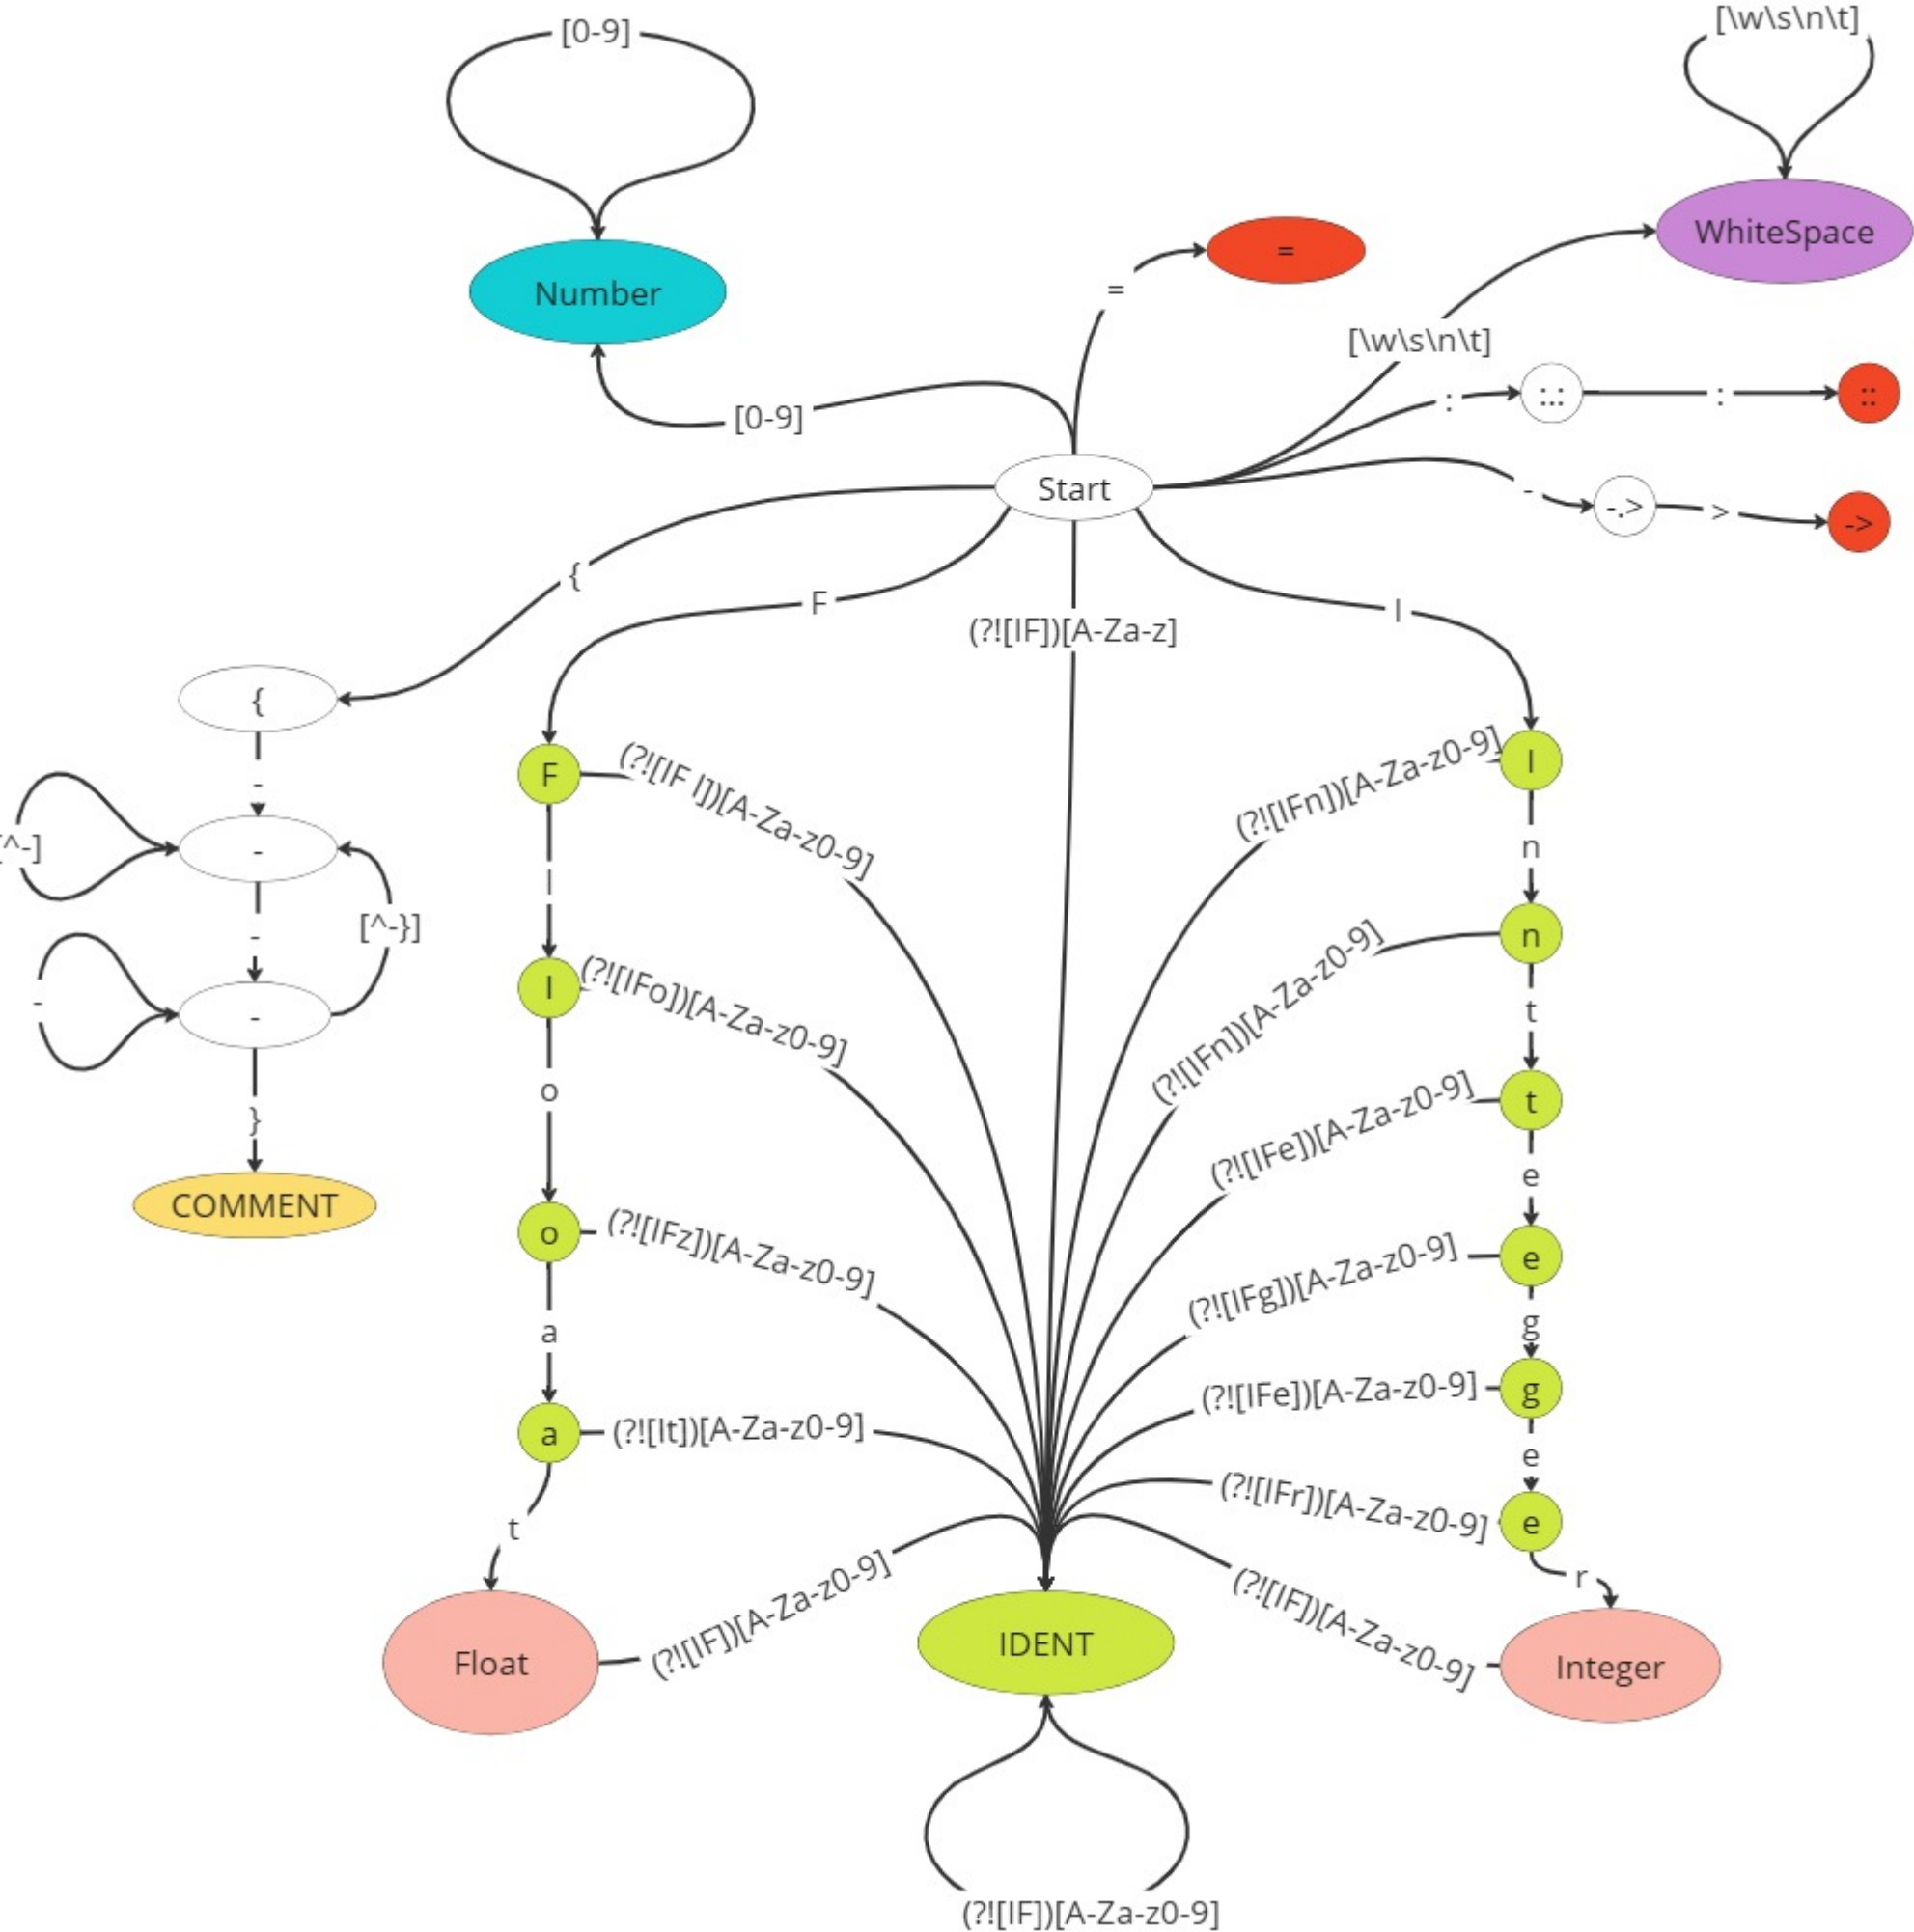 [0-9]
[\w\s\n\t]
Number
=
=
WhiteSpace
[\w\s\n\t]
[0-9]
:
:.:
:
::
Start
-
-.>
>
->
{
F
(?![IF])[A-Za-z]
I
{
-
[^-]
-
-
[^-}]
-
-
}
COMMENT
F
(?![IF l])[A-Za-z0-9]
l
l
(?![IFo])[A-Za-z0-9]
o
o
(?![IFz])[A-Za-z0-9]
a
a
(?![It])[A-Za-z0-9]
t
Float
(?![IF])[A-Za-z0-9]
I
(?![IFn])[A-Za-z0-9]
n
n
(?![IFn])[A-Za-z0-9]
t
t
(?![IFe])[A-Za-z0-9]
e
e
(?![IFg])[A-Za-z0-9]
g
g
(?![IFe])[A-Za-z0-9]
e
e
(?![IFr])[A-Za-z0-9]
r
Integer
(?![IF])[A-Za-z0-9]
IDENT
(?![IF])[A-Za-z0-9]